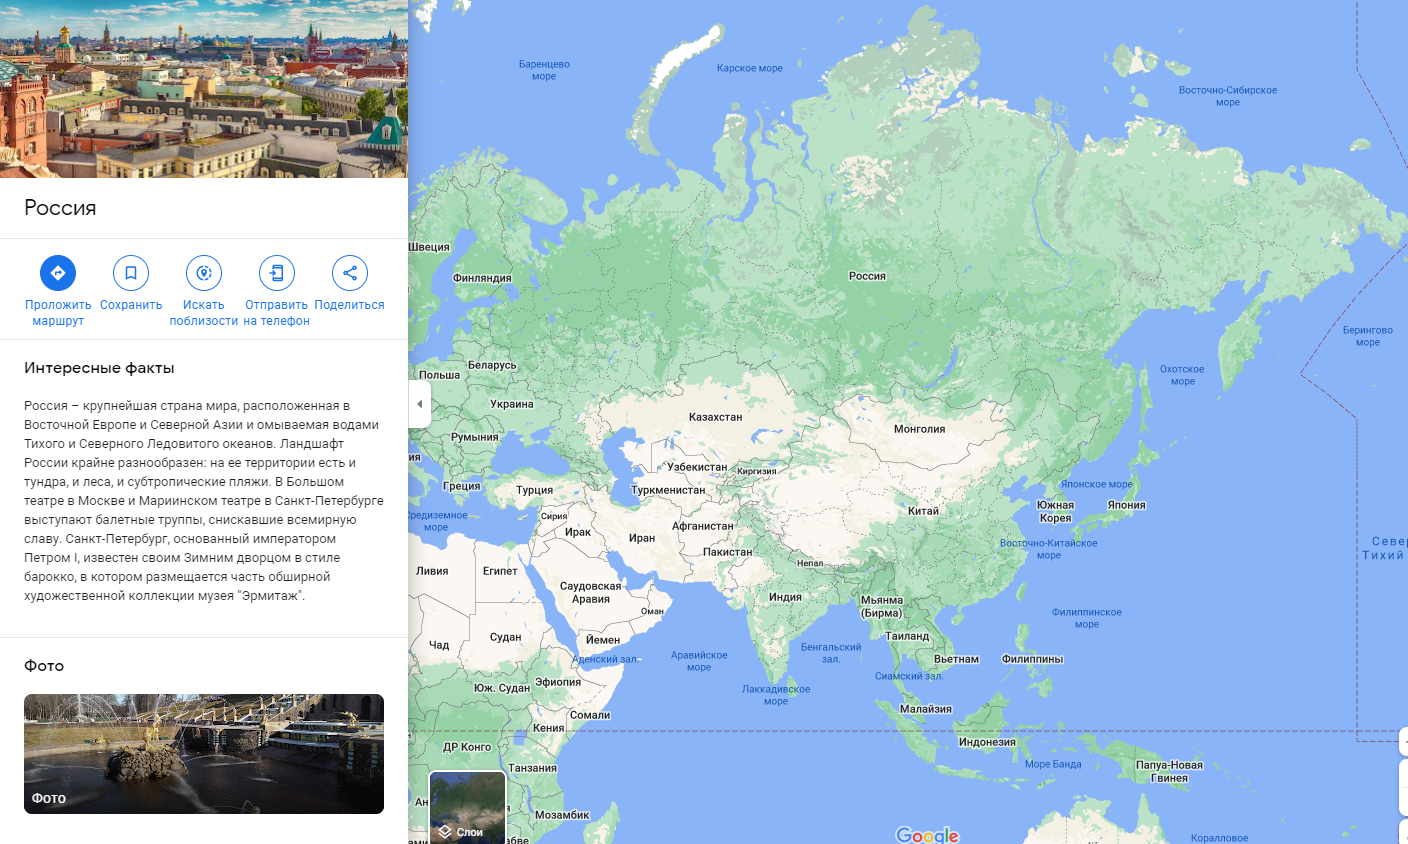 Россия
Проложить
маршрут
Сохранить
Искать
поблизости
Отправить
на телефон
Поделиться
Интересные факты
Россия – крупнейшая страна мира, расположенная в
Восточной Европе и Северной Азии и омываемая водами
Тихого и Северного Ледовитого океанов. Ландшафт
России крайне разнообразен: на ее территории есть и
тундра, и леса, и субтропические пляжи. В Большом
театре в Москве и Мариинском театре в Санкт-Петербурге
выступают балетные труппы, снискавшие всемирную
славу. Санкт-Петербург, основанный императором
Петром I, известен своим Зимним дворцом в стиле
барокко, в котором размещается часть обширной
художественной коллекции музея "Эрмитаж".
Фото
Фото
Баренцево
море
Карское море
Восточно-Сибирское
море
Швеция
Финляндия
Россия
Берингово
море
Охотское
море
Беларусь
Польша
Украина
Казахстан
Монголия
Румыния
ия
Узбекистан
Киргизия
Греция
Турция
Туркменистан
Японское море
Средиземное
море
Сирия
Ирак
Иран
Афганистан
Китай
Южная
Корея
Япония
Восточно-Китайское
море
Север
Тихий
Пакистан
Непал
Ливия
Египет
Саудовская
Аравия
Оман
Индия
Мьянма
(Бирма)
Филиппинское
море
Чад
Судан
Йемен
Аденский зал.
Аравийское
море
Бенгальский
зал.
Таиланд
Вьетнам
Филиппины
Сиамский зал.
Юж. Судан
Эфиопия
Лаккадивское
море
Сомали
Кения
Малайзия
ДР Конго
Индонезия
Танзания
Море Банда
Папуа-Новая
Гвинея
Ан
Мозамбик
Слои
Google
Коралловое